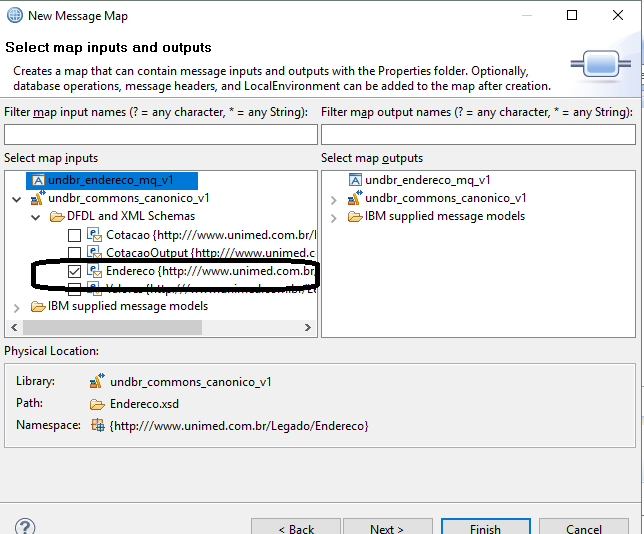 New Message Map
Select map inputs and outputs
Creates a map that can contain message inputs and outputs with the Properties folder. Optionally,
database operations, message headers, and LocalEnvironment can be added to the map after creation.
Filter map input names (? = any character, * = any String):
Filter map output names (? = any character, * = any String):
Select map inputs
Select map outputs
undbr_endereco_mq_v1
undbr_commons_canonico_v1
DFDL and XML Schemas
Cotacao {http:///www.unimed.com.br/
CotacaoOutput {http:///www.unimed.c
Endereco {http:///www.unimed.com.br,
Valores {http:///www.unimed.com.br/
IBM supplied message models
undbr_endereco_mq_v1
undbr_commons_canonico_v1
IBM supplied message models
Physical Location:
Library: undbr_commons_canonico_v1
Path: Endereco.xsd
Namespace: {http:///www.unimed.com.br/Legado/Endereco}
? < Back Next > Finish Cancel